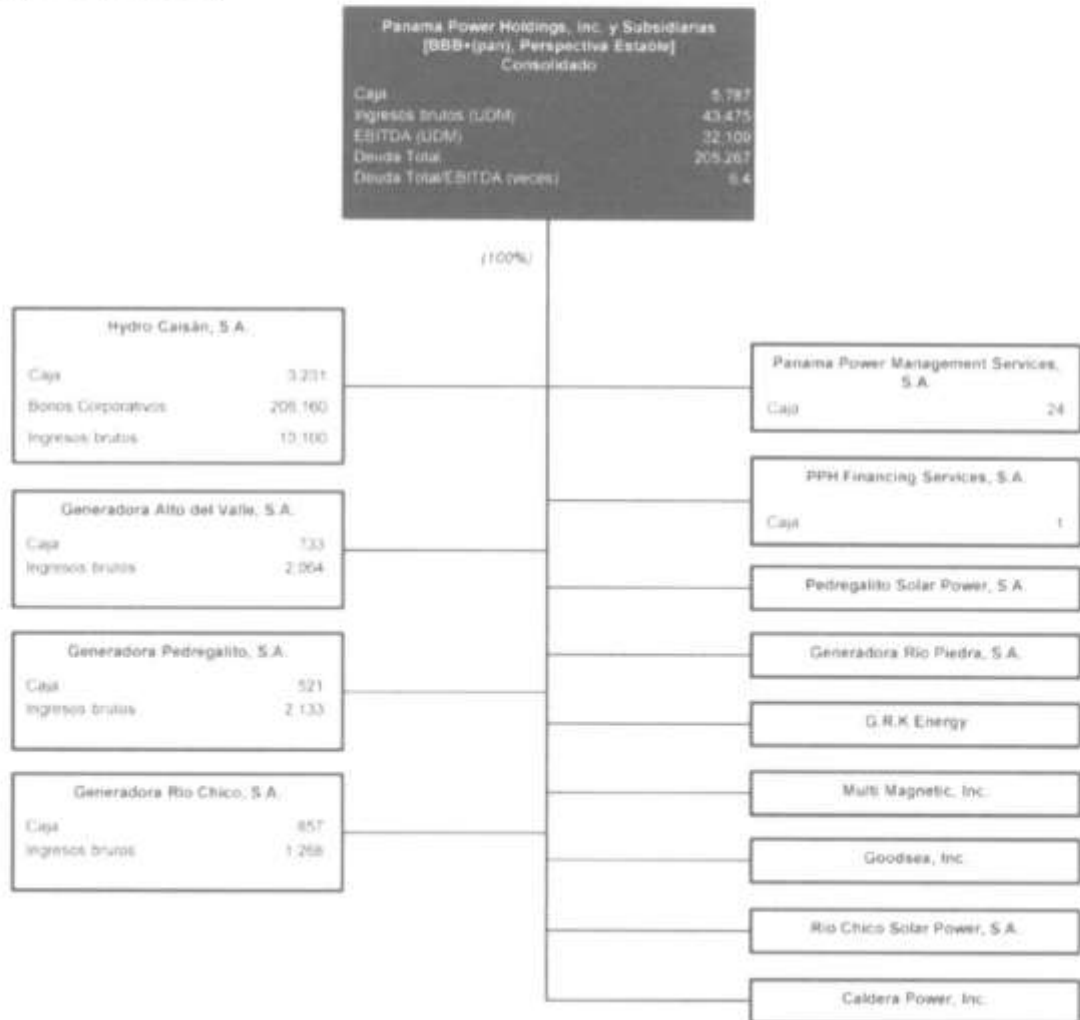 Panama Power Holdings, Inc. y Subsidiarias
[BBB+(pan), Perspectiva Estable]
Consolidado
Caja 5.787
Ingresos brutos (UDM) 43.475
EBITDA (UDM) 32.109
Deuda Total 205.267
Deuda Total/EBITDA (veces) 6,4
(100%)
Hydro Caisán, S.A.
Caja 3.231
Bonos Corporativos 205.160
Ingresos brutos 13.100
Generadora Alto del Valle, S.A.
Caja 733
Ingresos brutos 2.064
Generadora Pedregalito, S.A.
Caja 521
Ingresos brutos 2.133
Generadora Río Chico, S.A.
Caja 657
Ingresos brutos 1.268
Panama Power Management Services,
S.A.
Caja 24
PPH Financing Services, S.A.
Caja 1
Pedregalito Solar Power, S.A.
Generadora Río Piedra, S.A.
G.R.K Energy
Multi Magnetic, Inc.
Goodsea, Inc.
Río Chico Solar Power, S.A.
Caldera Power, Inc.